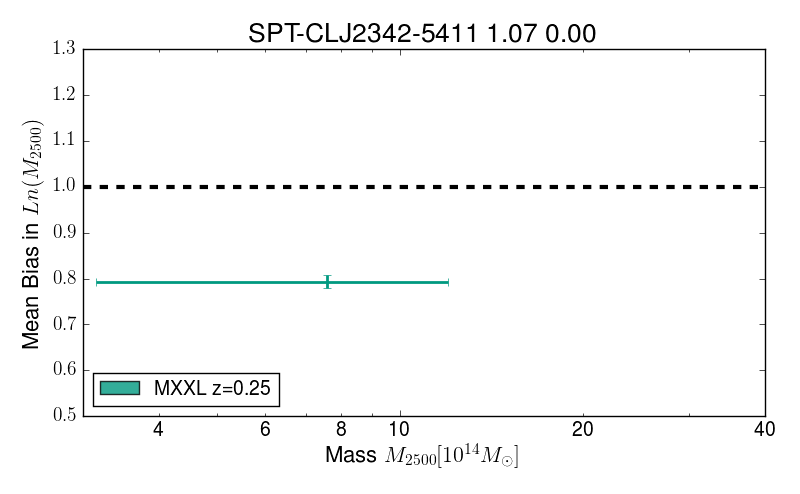 SPT-CLJ2342-5411 1.07 0.00
1.3
1.2
1.1
1.0
0.9
0.8
0.7
0.6
0.5
Mean Bias in Ln(M₂₅₀₀)
MXXL z=0.25
4 6 8 10 20 40
Mass M₂₅₀₀[10¹⁴M⊙]